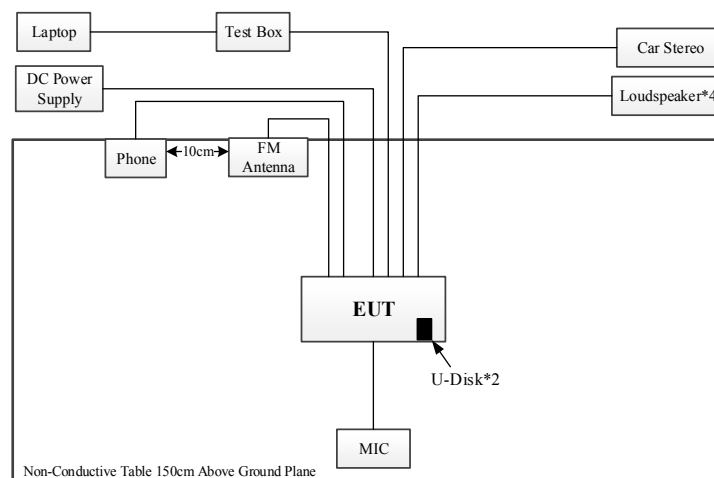 Laptop
Test Box
Car Stereo
DC Power
Supply
Loudspeaker*4
Phone
10cm
FM
Antenna
EUT
U-Disk*2
MIC
Non-Conductive Table 150cm Above Ground Plane